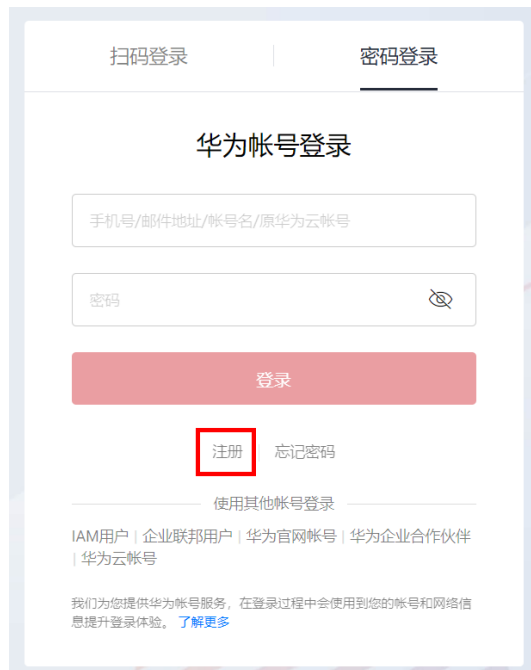 扫码登录
密码登录
华为帐号登录
手机号/邮件地址/帐号名/原华为云帐号
密码
登录
注册 忘记密码
使用其他帐号登录
IAM用户 | 企业联邦用户 | 华为官网帐号 | 华为企业合作伙伴
| 华为云帐号
我们为您提供华为帐号服务，在登录过程中会使用到您的帐号和网络信
息提升登录体验。 了解更多